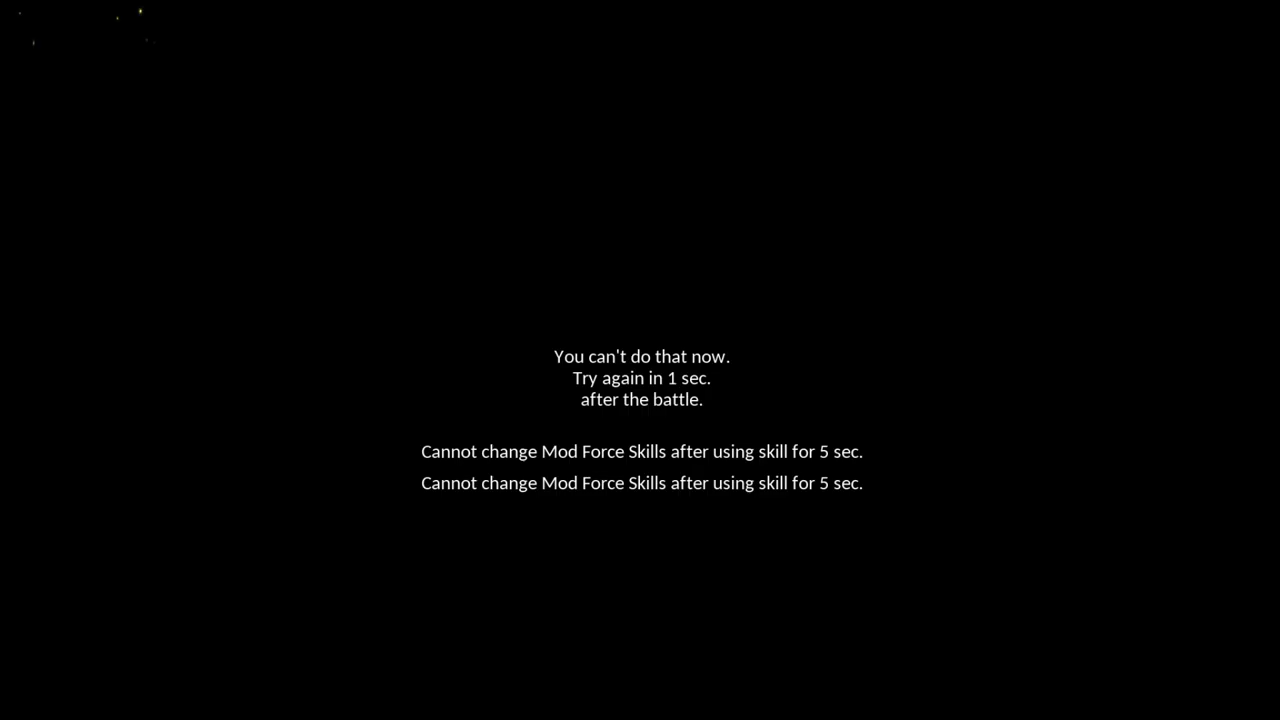 You can't do that now.
Try again in 1 sec.
after the battle.
Cannot change Mod Force Skills after using skill for 5 sec.
Cannot change Mod Force Skills after using skill for 5 sec.